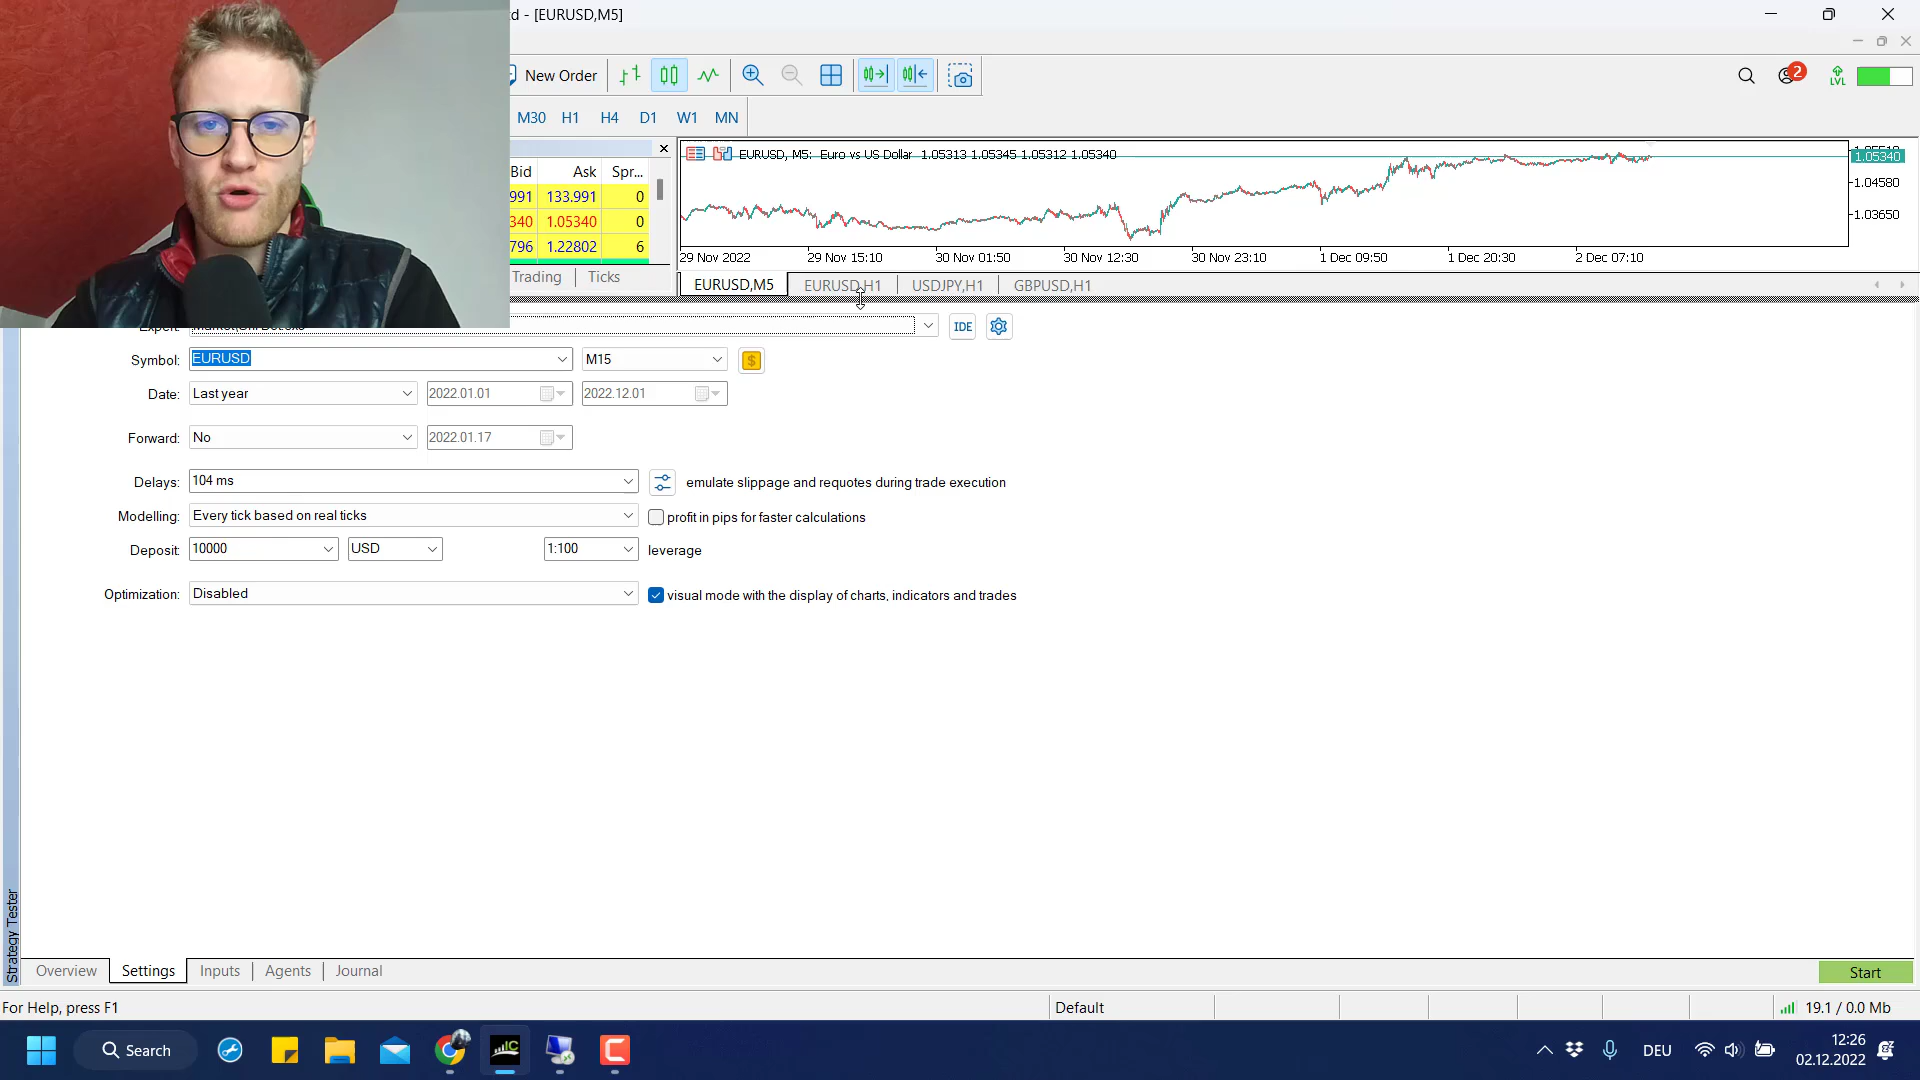 d - [EURUSD,M5]
New Order
2
LVL
M30 H1 H4 D1 W1 MN
Bid Ask Spr...
991 133.991 0
340 1.05340 0
796 1.22802 6
Trading Ticks
EURUSD, M5: Euro vs US Dollar 1.05313 1.05345 1.05312 1.05340
1.05340
1.04580
1.03650
29 Nov 2022 29 Nov 15:10 30 Nov 01:50 30 Nov 12:30 30 Nov 23:10 1 Dec 09:50 1 Dec 20:30 2 Dec 07:10
EURUSD,M5 EURUSD,H1 USDJPY,H1 GBPUSD,H1
IDE
Symbol: EURUSD M15 $
Date: Last year 2022.01.01 2022.12.01
Forward: No 2022.01.17
Delays: 104 ms emulate slippage and requotes during trade execution
Modelling: Every tick based on real ticks profit in pips for faster calculations
Deposit: 10000 USD 1:100 leverage
Optimization: Disabled visual mode with the display of charts, indicators and trades
Strategy Tester
Overview Settings Inputs Agents Journal Start
For Help, press F1 Default 19.1 / 0.0 Mb
Search DEU 12:26
02.12.2022